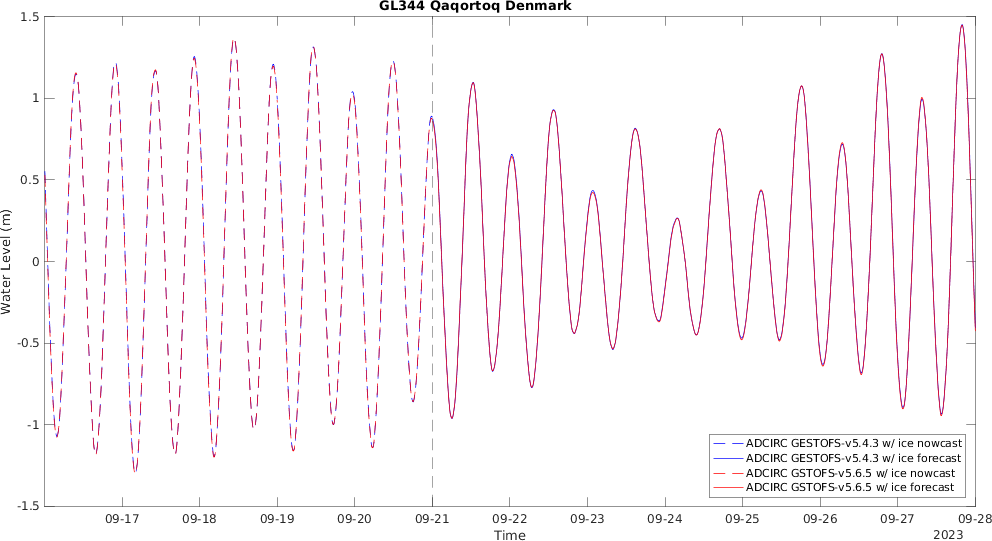 GL344 Qaqortoq Denmark
1.5
1
0.5
0
-0.5
-1
-1.5
Water Level (m)
09-17 09-18 09-19 09-20 09-21 09-22 09-23 09-24 09-25 09-26 09-27 09-28
Time
2023
ADCIRC GESTOFS-v5.4.3 w/ ice nowcast
ADCIRC GESTOFS-v5.4.3 w/ ice forecast
ADCIRC GSTOFS-v5.6.5 w/ ice nowcast
ADCIRC GSTOFS-v5.6.5 w/ ice forecast